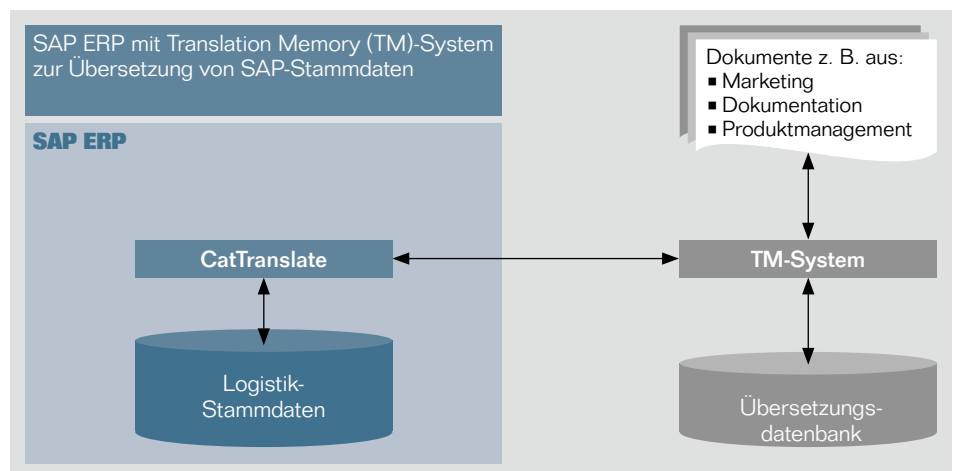 SAP ERP mit Translation Memory (TM)-System
zur Übersetzung von SAP-Stammdaten
SAP ERP
Dokumente z. B. aus:
▪ Marketing
▪ Dokumentation
▪ Produktmanagement
CatTranslate
TM-System
Logistik-
Stammdaten
Übersetzungs-
datenbank